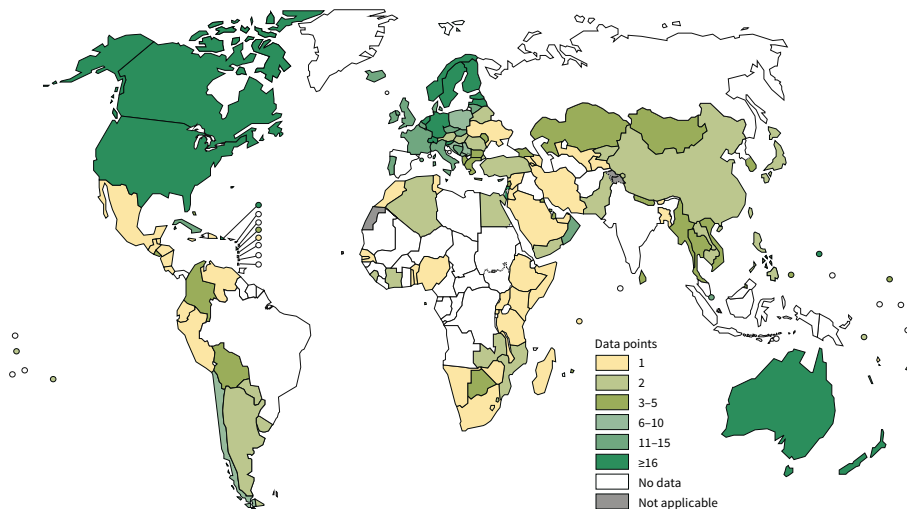 Data points
1
2
3–5
6–10
11–15
≥16
No data
Not applicable